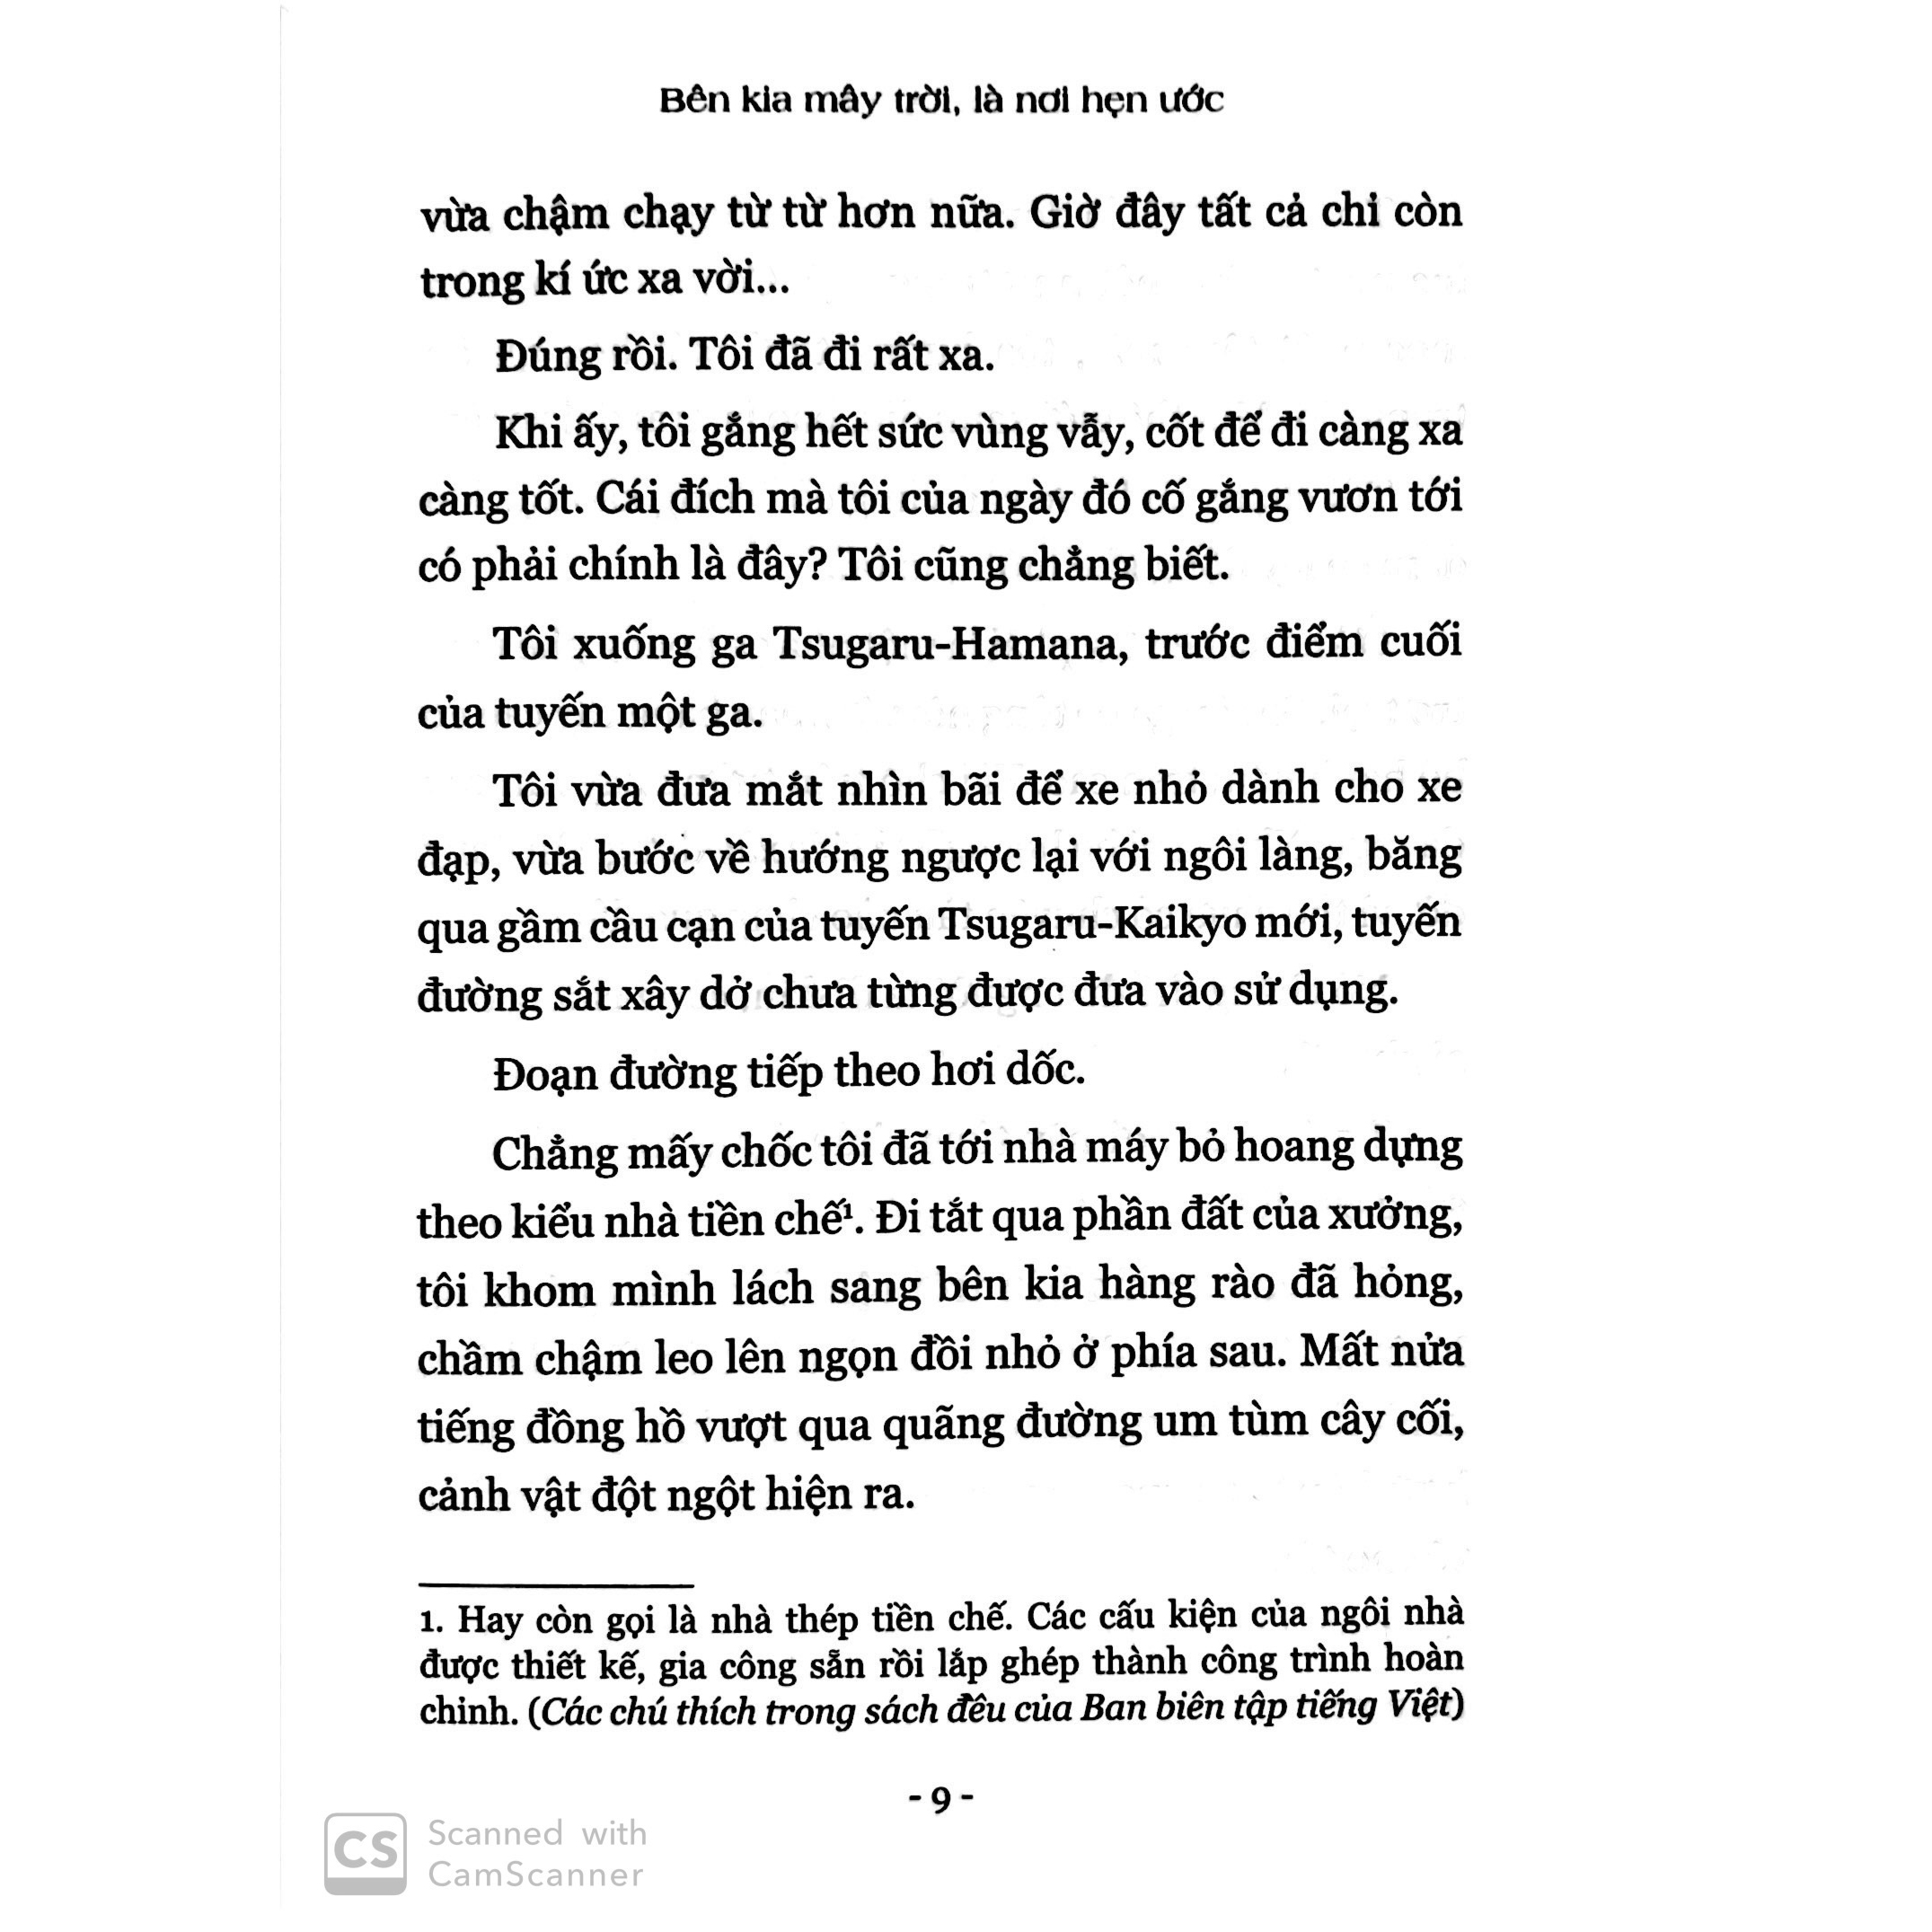 Bên kia mây trời, là nơi hẹn ước
vừa chậm chạy từ từ hơn nữa. Giờ đây tất cả chỉ còn
trong kí ức xa vời...
Đúng rồi. Tôi đã đi rất xa.
Khi ấy, tôi gắng hết sức vùng vẫy, cốt để đi càng xa
càng tốt. Cái đích mà tôi của ngày đó cố gắng vươn tới
có phải chính là đây? Tôi cũng chẳng biết.
Tôi xuống ga Tsugaru-Hamana, trước điểm cuối
của tuyến một ga.
Tôi vừa đưa mắt nhìn bãi để xe nhỏ dành cho xe
đạp, vừa bước về hướng ngược lại với ngôi làng, băng
qua gầm cầu cạn của tuyến Tsugaru-Kaikyo mới, tuyến
đường sắt xây dở chưa từng được đưa vào sử dụng.
Đoạn đường tiếp theo hơi dốc.
Chẳng mấy chốc tôi đã tới nhà máy bỏ hoang dựng
theo kiểu nhà tiền chế¹. Đi tắt qua phần đất của xưởng,
tôi khom mình lách sang bên kia hàng rào đã hỏng,
chầm chậm leo lên ngọn đồi nhỏ ở phía sau. Mất nửa
tiếng đồng hồ vượt qua quãng đường um tùm cây cối,
cảnh vật đột ngột hiện ra.
1. Hay còn gọi là nhà thép tiền chế. Các cấu kiện của ngôi nhà
được thiết kế, gia công sẵn rồi lắp ghép thành công trình hoàn
chỉnh. (Các chú thích trong sách đều của Ban biên tập tiếng Việt)
- 9 -
CS Scanned with
CamScanner